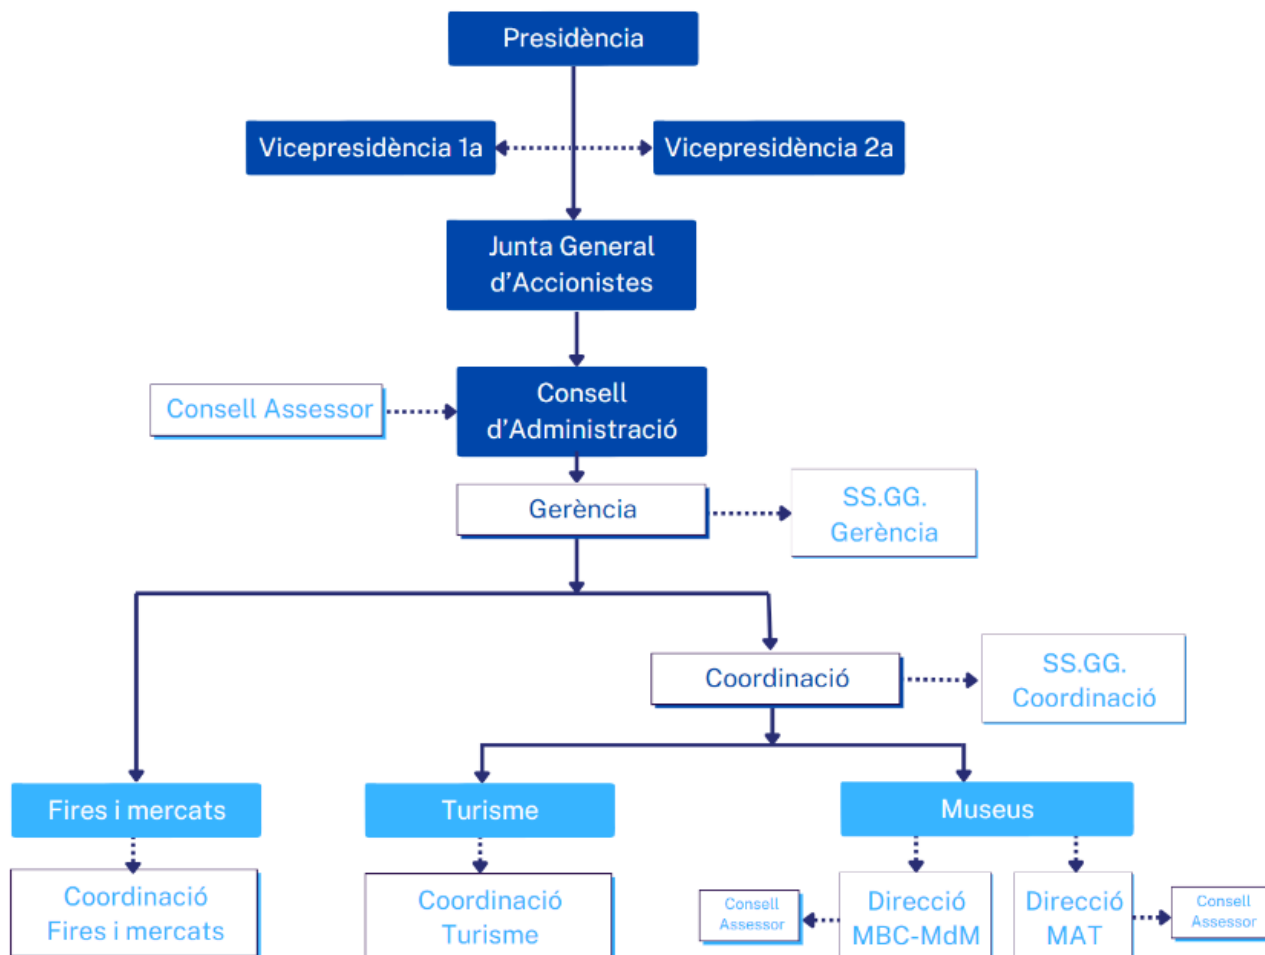 Presidència
Vicepresidència 1a
Vicepresidència 2a
Junta General
d'Accionistes
Consell Assessor
Consell
d'Administració
Gerència
SS.GG.
Gerència
Coordinació
SS.GG.
Coordinació
Fires i mercats
Turisme
Museus
Coordinació
Fires i mercats
Coordinació
Turisme
Consell
Assessor
Direcció
MBC-MdM
Direcció
MAT
Consell
Assessor